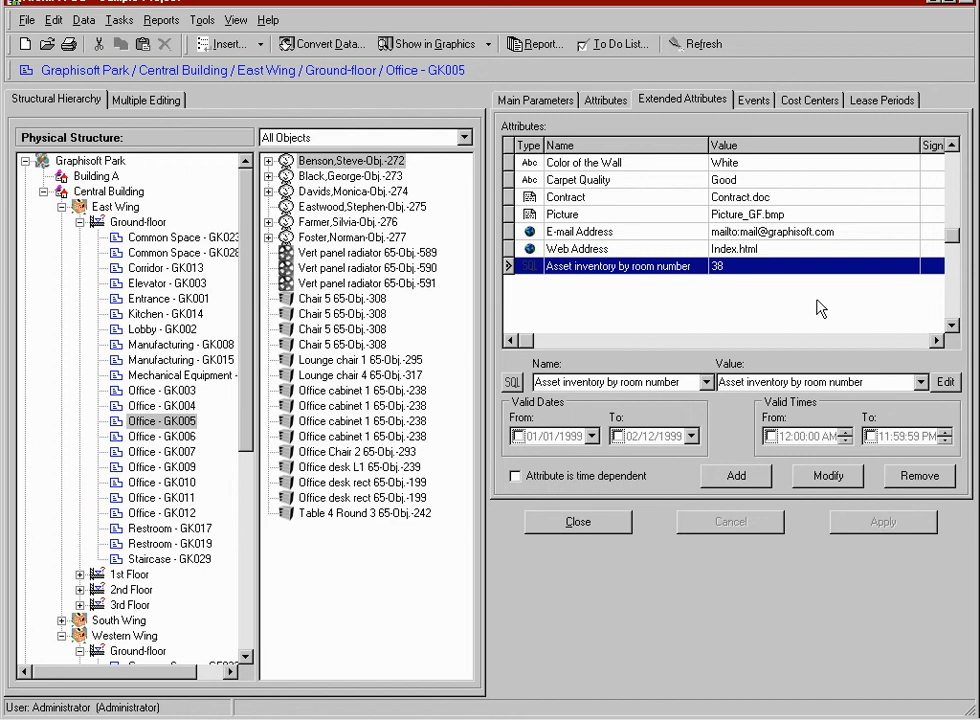 File Edit Data Tasks Reports Tools View Help
Insert... Convert Data... Show in Graphics Report... To Do List... Refresh
Graphisoft Park / Central Building / East Wing / Ground-floor / Office - GK005
Structural Hierarchy Multiple Editing
Physical Structure:
All Objects
Graphisoft Park
Building A
Central Building
East Wing
Ground-floor
Common Space - GK023
Common Space - GK028
Corridor - GK013
Elevator - GK003
Entrance - GK001
Kitchen - GK014
Lobby - GK002
Manufacturing - GK008
Manufacturing - GK015
Mechanical Equipment -
Office - GK003
Office - GK004
Office - GK005
Office - GK006
Office - GK007
Office - GK009
Office - GK010
Office - GK011
Office - GK012
Restroom - GK017
Restroom - GK019
Staircase - GK029
1st Floor
2nd Floor
3rd Floor
South Wing
Western Wing
Ground-floor
Benson,Steve-Obj.-272
Black,George-Obj.-273
Davids,Monica-Obj.-274
Eastwood,Stephen-Obj.-275
Farmer,Silvia-Obj.-276
Foster,Norman-Obj.-277
Vert panel radiator 65-Obj.-589
Vert panel radiator 65-Obj.-590
Vert panel radiator 65-Obj.-591
Chair 5 65-Obj.-308
Chair 5 65-Obj.-308
Chair 5 65-Obj.-308
Chair 5 65-Obj.-308
Lounge chair 1 65-Obj.-295
Lounge chair 4 65-Obj.-317
Office cabinet 1 65-Obj.-238
Office cabinet 1 65-Obj.-238
Office cabinet 1 65-Obj.-238
Office cabinet 1 65-Obj.-238
Office Chair 2 65-Obj.-293
Office desk L1 65-Obj.-239
Office desk rect 65-Obj.-199
Office desk rect 65-Obj.-199
Table 4 Round 3 65-Obj.-242
Main Parameters Attributes Extended Attributes Events Cost Centers Lease Periods
Attributes:
Type Name Value Sign
Abc Color of the Wall White
Abc Carpet Quality Good
Contract Contract.doc
Picture Picture_GF.bmp
E-mail Address mailto:mail@graphisoft.com
Web Address Index.html
SQL Asset inventory by room number 38
Name: Value:
SQL Asset inventory by room number Asset inventory by room number Edit
Valid Dates Valid Times
From: To: From: To:
01/01/1999 02/12/1999 12:00:00 AM 11:59:59 PM
Attribute is time dependent Add Modify Remove
Close Cancel Apply
User: Administrator (Administrator)